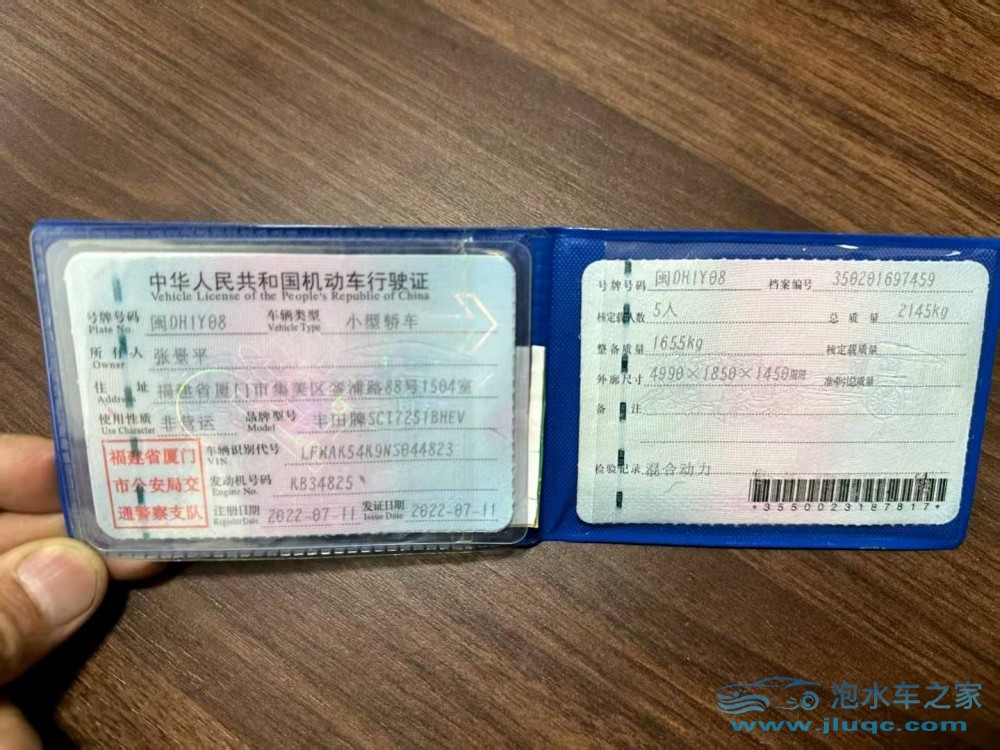 中华人民共和国机动车行驶证
Vehicle License of the People's Republic of China
号牌号码 闽DH1Y08 车辆类型 小型轿车
Plate No. Vehicle Type
所有人 张景平
Owner
住址 福建省厦门市集美区 浦路88号1504室
Address
使用性质 非营运 品牌型号 丰田牌SCT7251BHEV
Use Character Model
福建省厦门
市公安局交
通警察支队
车辆识别代号 LFMAK54K9NS044823
VIN
发动机号码 KB34825
Engine No.
注册日期 2022-07-11 发证日期 2022-07-11
Register Date Issue Date
号牌号码 闽DH1Y08 档案编号 350201697459
核定载人数 5人 总质量 2145kg
整备质量 1655kg 核定载质量
外廓尺寸 4990×1850×1450 准牵引总质量
备注
检验记录 混合动力
*3550023187817*
泡水车之家
www.jluqc.com